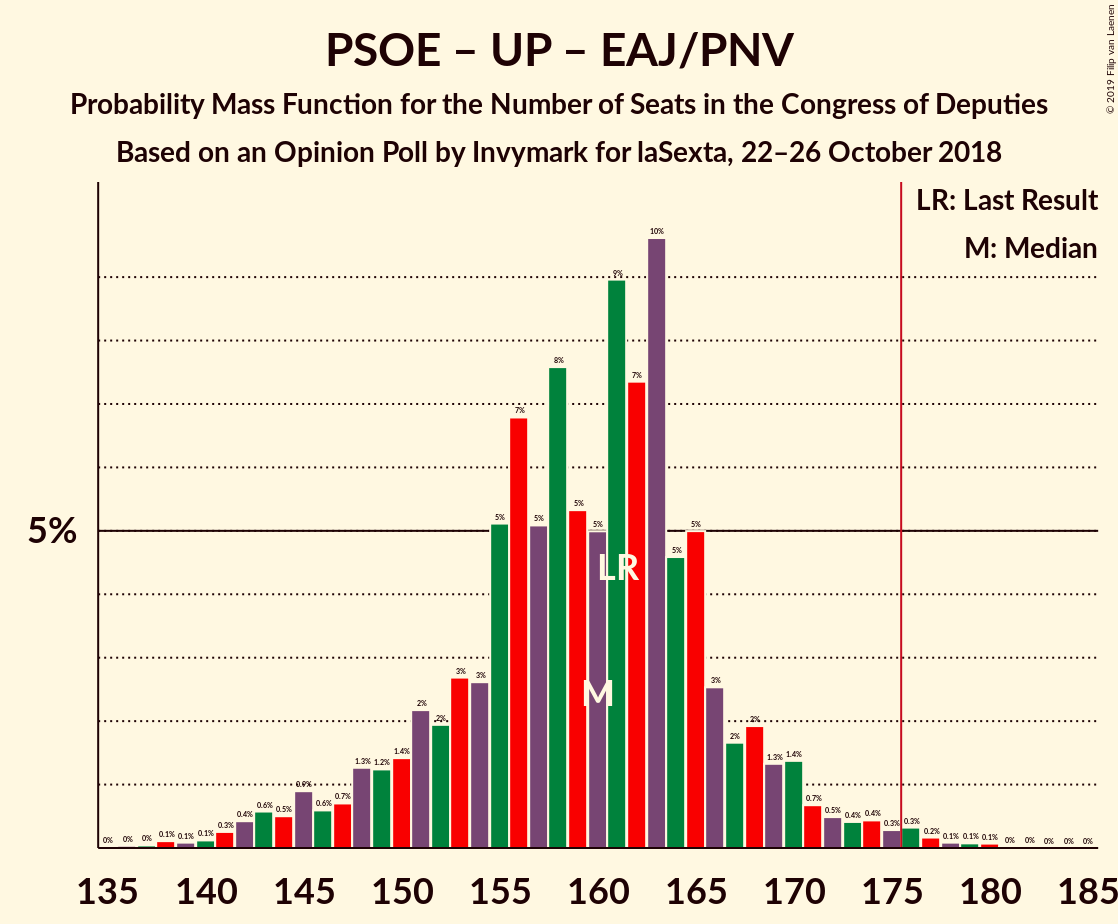 PSOE – UP – EAJ/PNV
Probability Mass Function for the Number of Seats in the Congress of Deputies
Based on an Opinion Poll by Invymark for laSexta, 22–26 October 2018
© 2019 Filip van Laenen
LR: Last Result
M: Median
5%
0% 0% 0% 0.1% 0.1% 0.1% 0.3% 0.4% 0.6% 0.5% 0.9% 0.6% 0.7% 1.3% 1.2% 1.4% 2% 2% 3% 3% 5% 7% 5% 8% 5% 5% 9% 7% 10% 5% 5% 3% 2% 2% 1.3% 1.4% 0.7% 0.5% 0.4% 0.4% 0.3% 0.3% 0.2% 0.1% 0.1% 0.1% 0% 0% 0% 0% 0%
LR
M
135 140 145 150 155 160 165 170 175 180 185